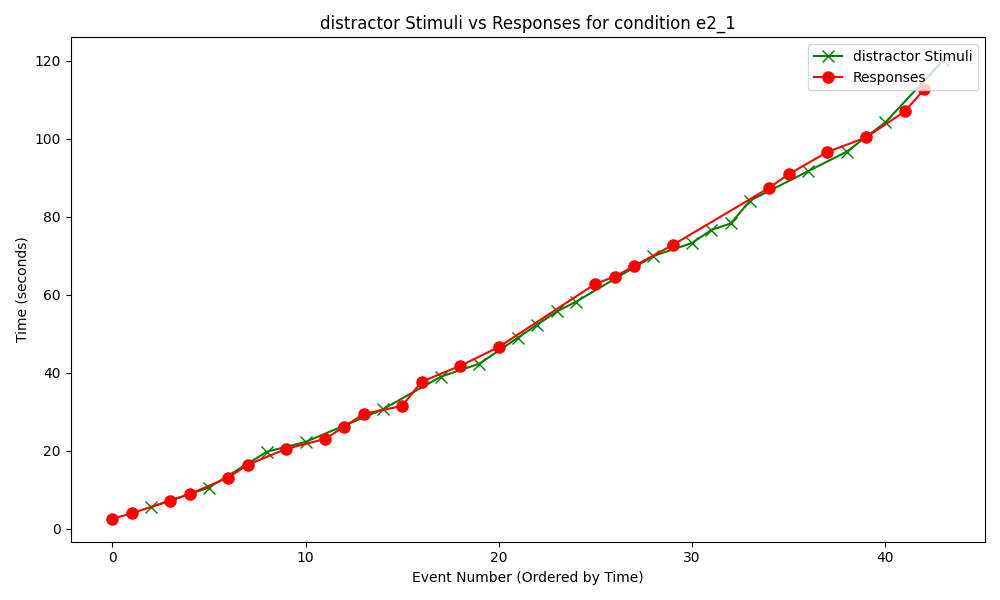 distractor Stimuli vs Responses for condition e2_1
distractor Stimuli
Responses
120
100
80
60
40
20
0
Time (seconds)
0
10
20
30
40
Event Number (Ordered by Time)